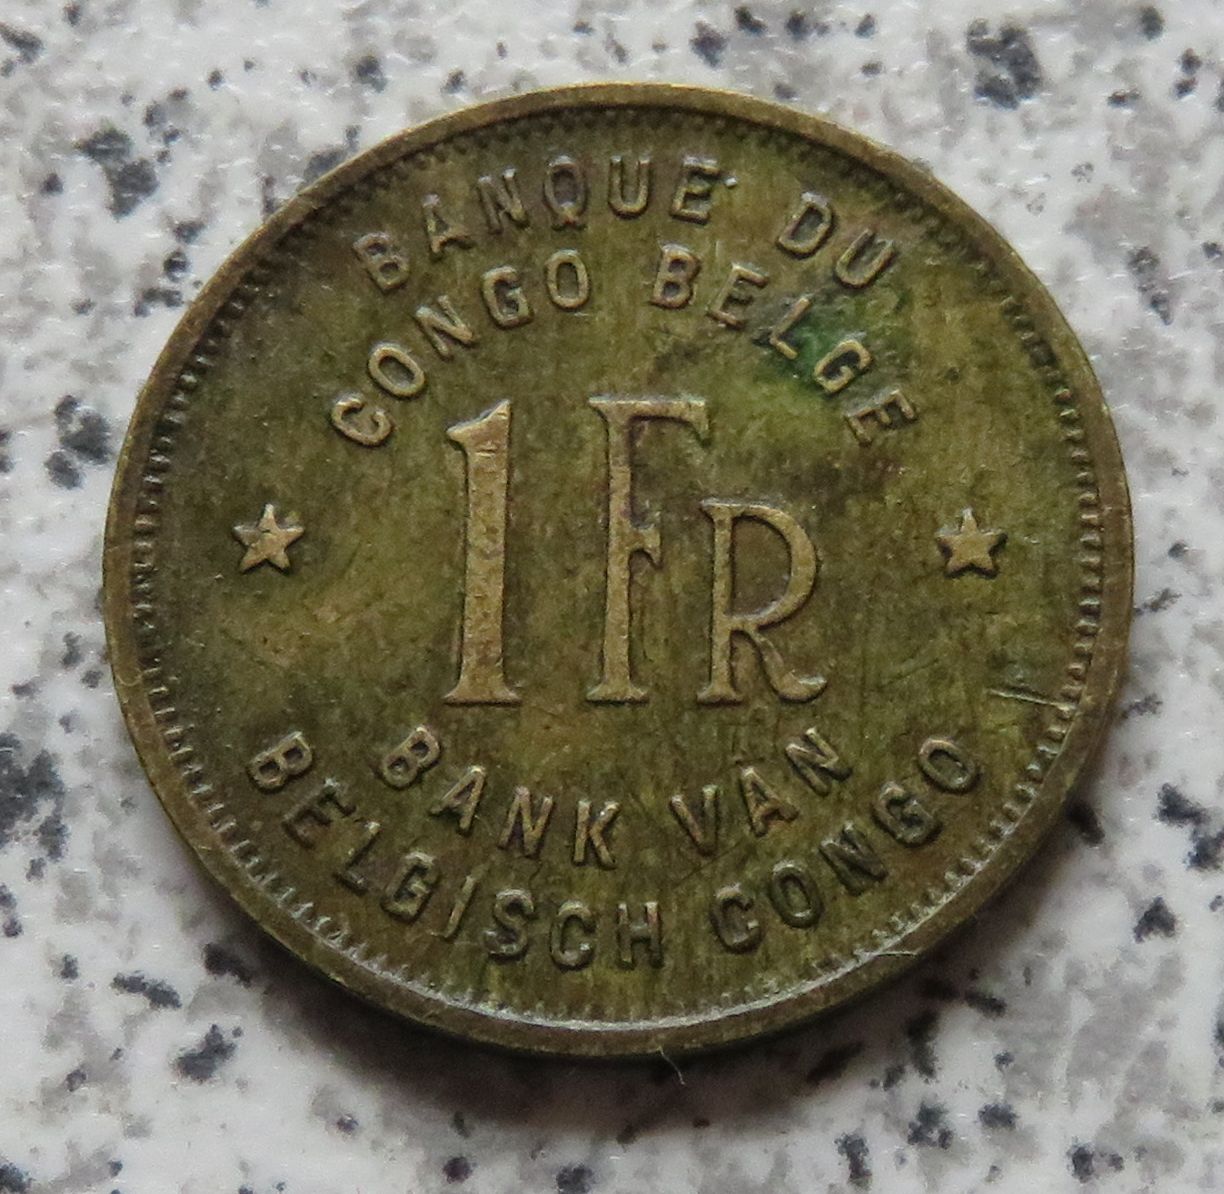 BANQUE DU
CONGO BELGE
1 FR
BANK VAN
BELGISCH CONGO